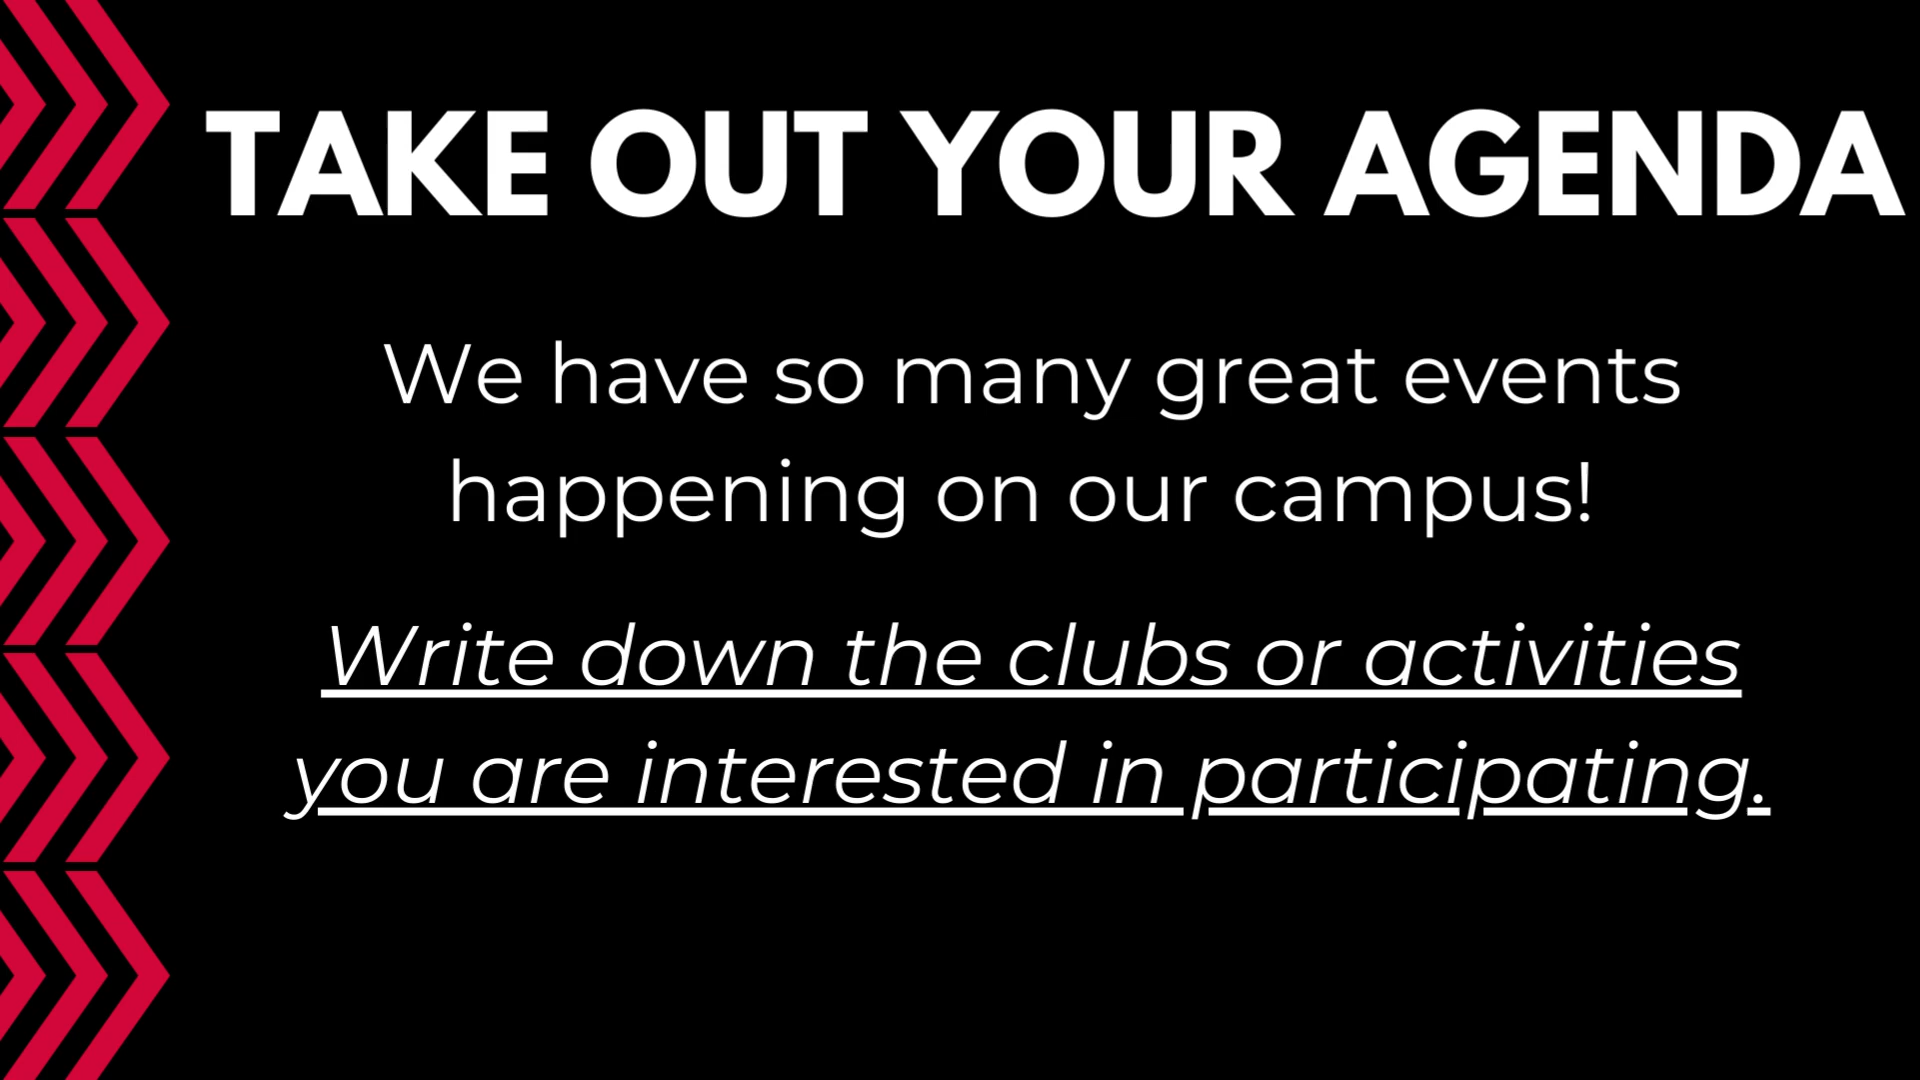 TAKE OUT YOUR AGENDA
We have so many great events
happening on our campus!
Write down the clubs or activities
you are interested in participating.